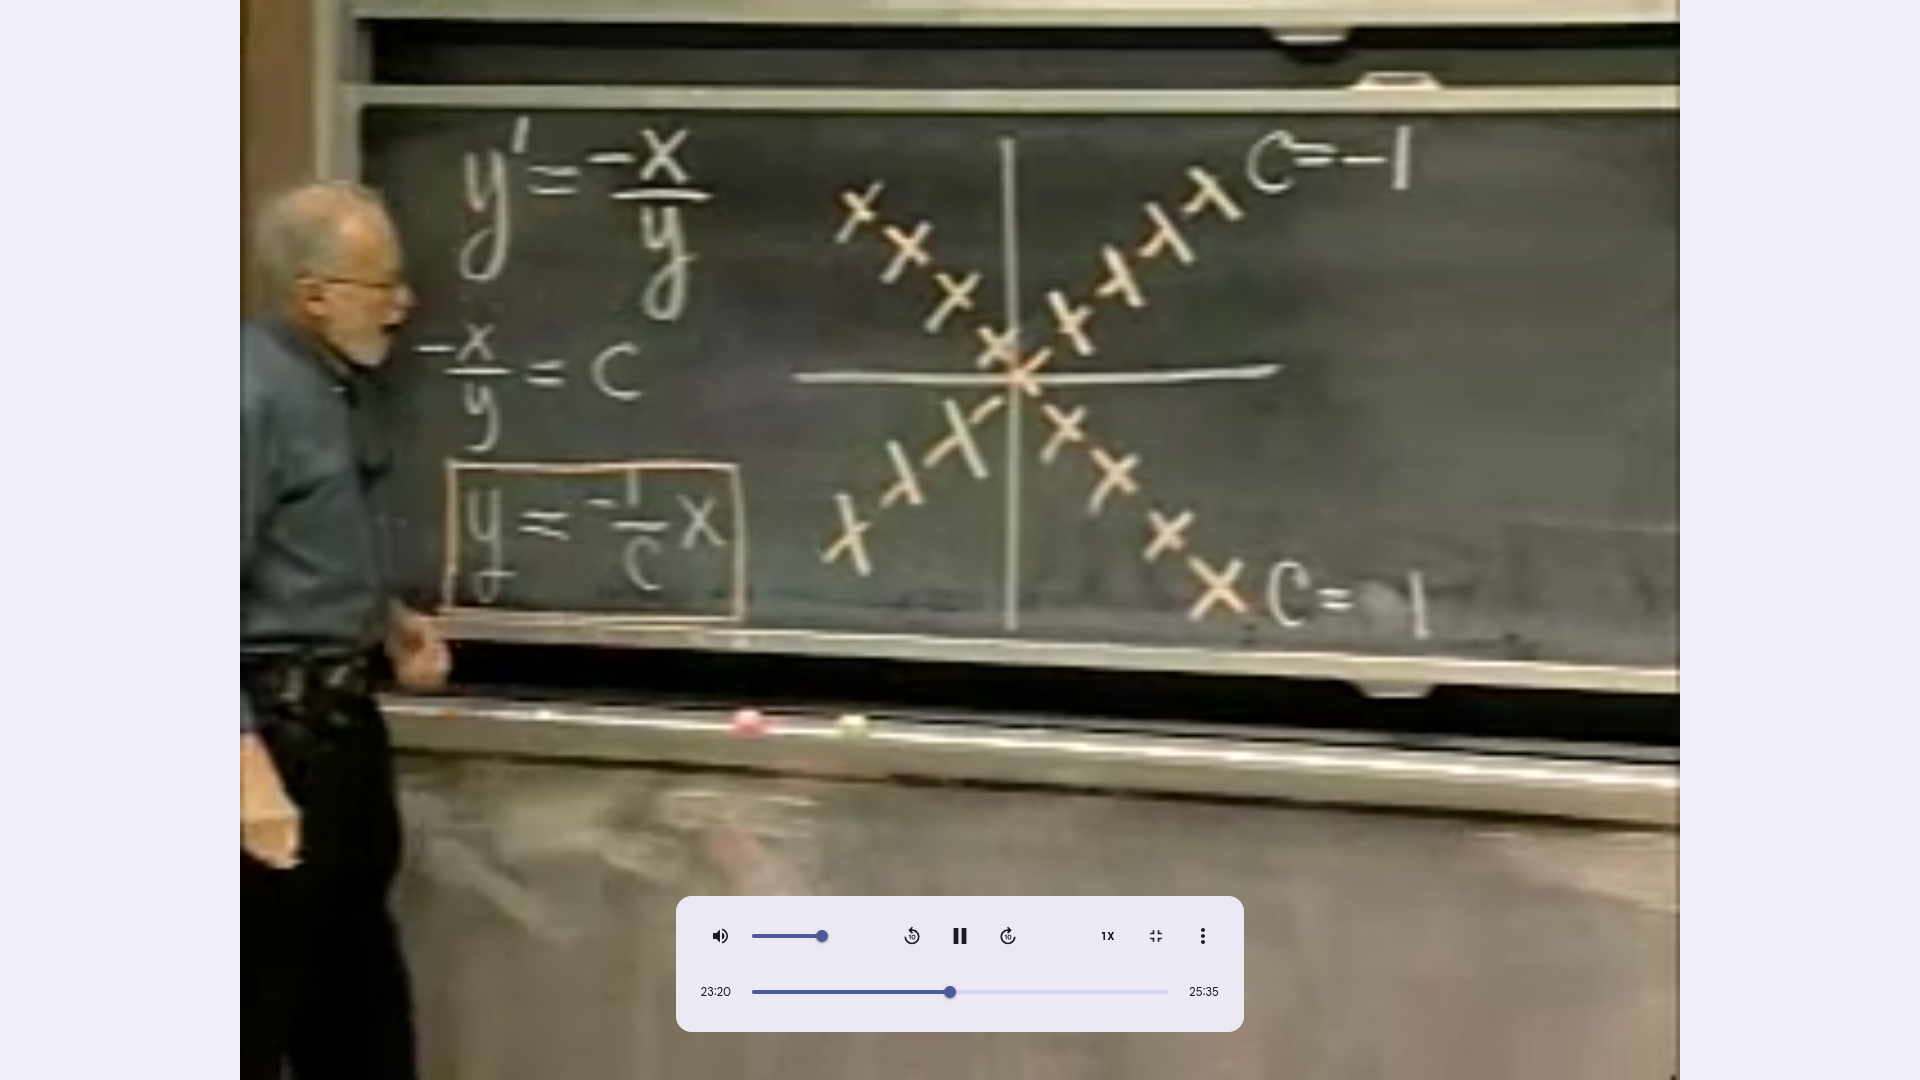 y' = -x/y
C=-1
-x/y = C
y = -1/C x
C= 1
1X
23:20
25:35